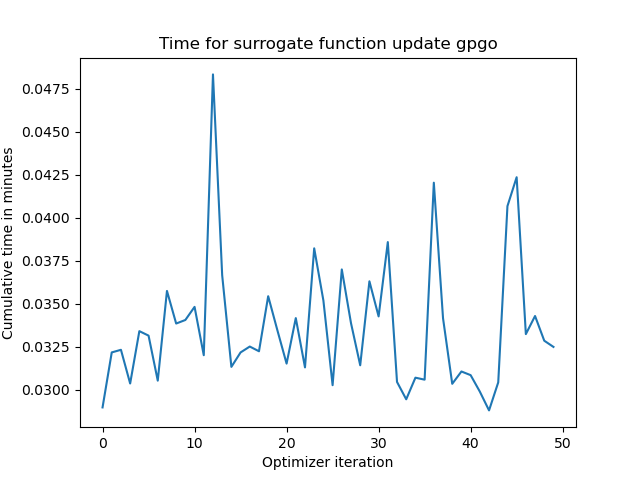 Time for surrogate function update gpgo
0.0475
0.0450
0.0425
0.0400
0.0375
0.0350
0.0325
0.0300
Cumulative time in minutes
0 10 20 30 40 50
Optimizer iteration